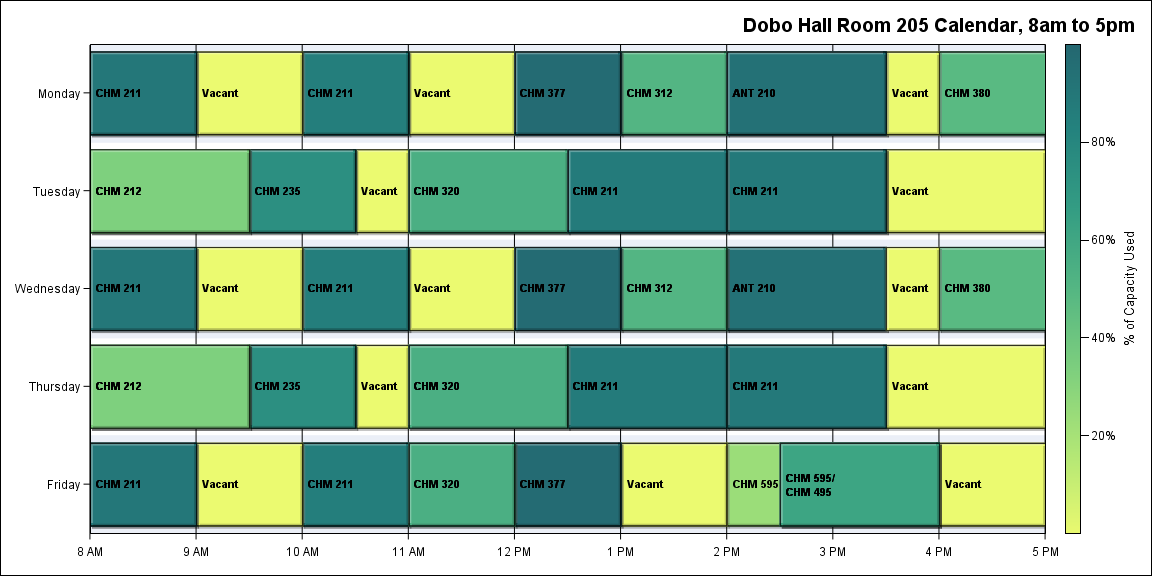 Dobo Hall Room 205 Calendar, 8am to 5pm
Monday
CHM 211
Vacant
CHM 211
Vacant
CHM 377
CHM 312
ANT 210
Vacant
CHM 380
Tuesday
CHM 212
CHM 235
Vacant
CHM 320
CHM 211
CHM 211
Vacant
Wednesday
CHM 211
Vacant
CHM 211
Vacant
CHM 377
CHM 312
ANT 210
Vacant
CHM 380
Thursday
CHM 212
CHM 235
Vacant
CHM 320
CHM 211
CHM 211
Vacant
Friday
CHM 211
Vacant
CHM 211
CHM 320
CHM 377
Vacant
CHM 595
CHM 595/
CHM 495
Vacant
8 AM
9 AM
10 AM
11 AM
12 PM
1 PM
2 PM
3 PM
4 PM
5 PM
80%
60%
40%
20%
% of Capacity Used